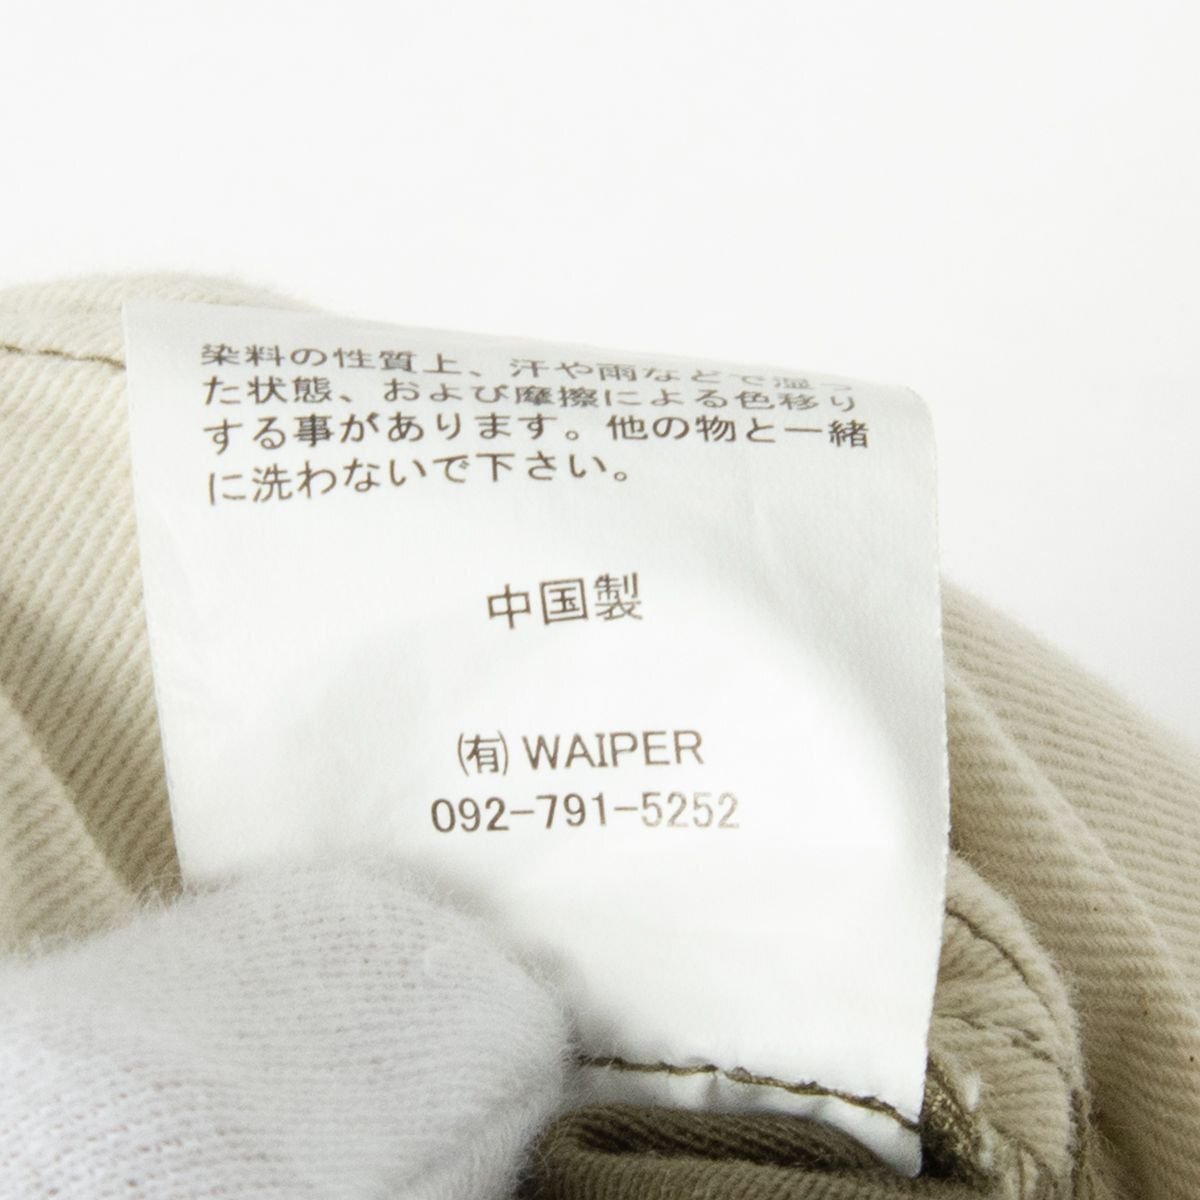 染料の性質上、汗や雨などで湿っ
た状態、および摩擦による色移り
する事があります。他の物と一緒
に洗わないで下さい。
中国製
㈲ WAIPER
092-791-5252